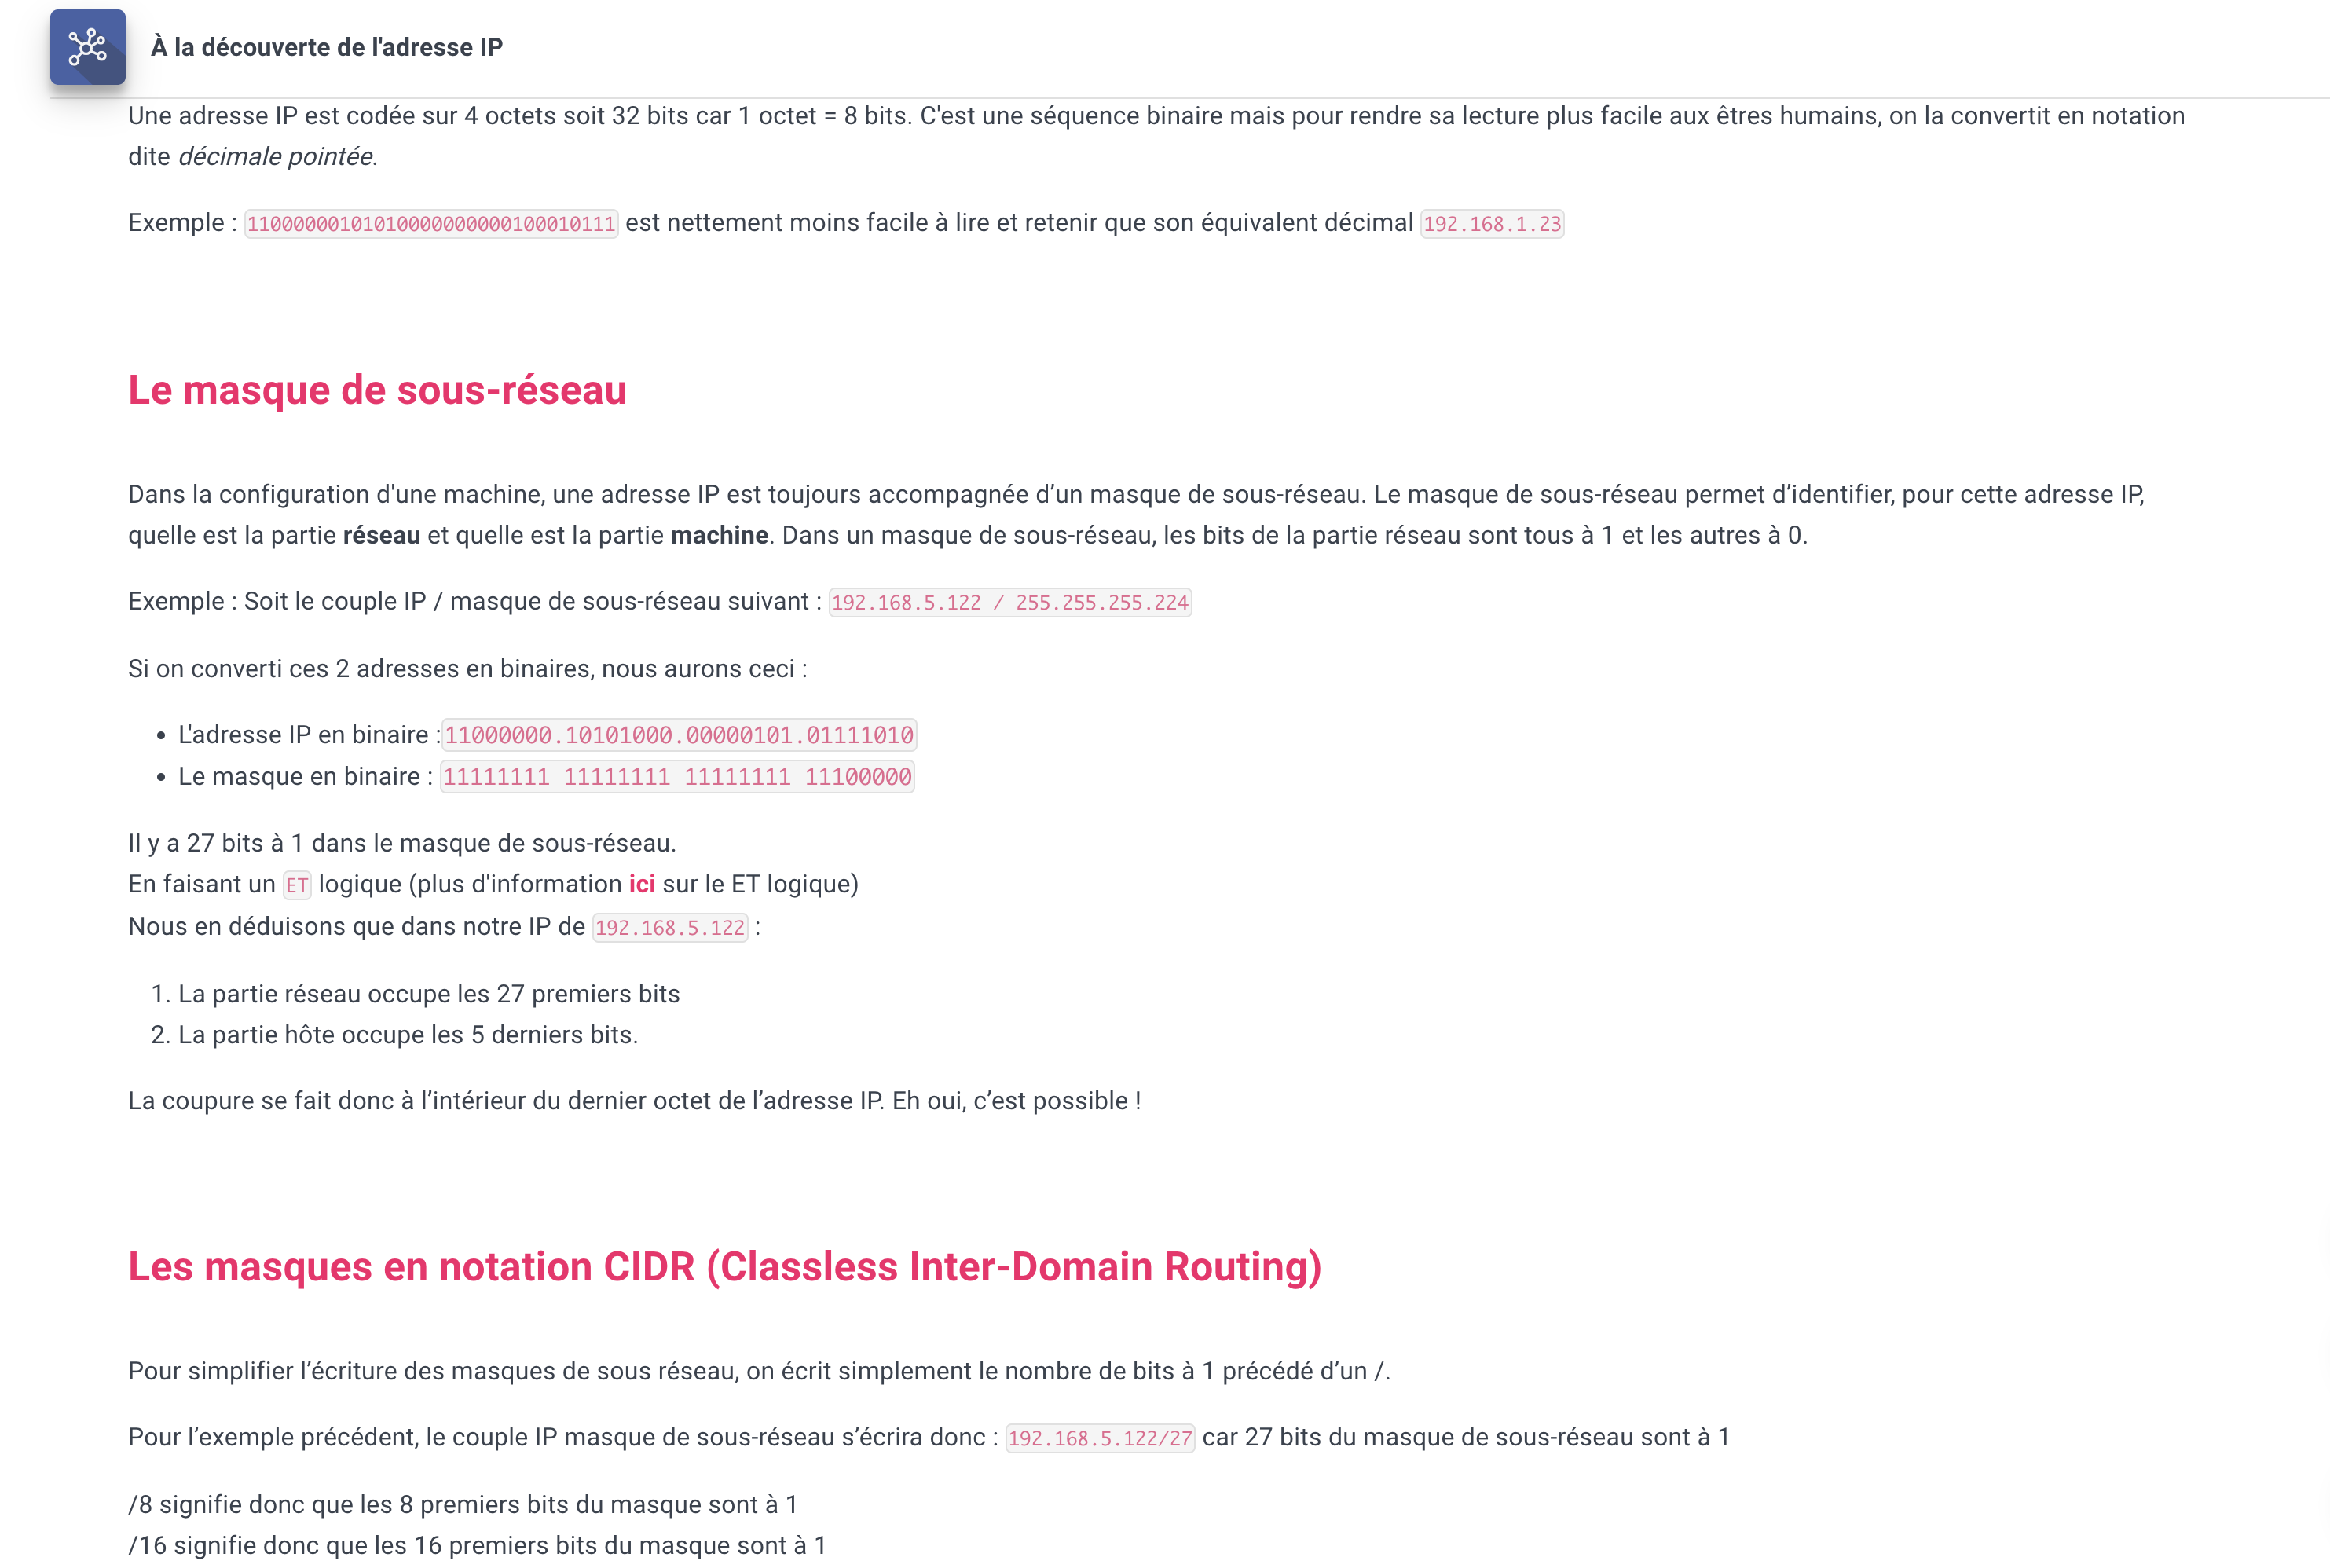 À la découverte de l'adresse IP
Une adresse IP est codée sur 4 octets soit 32 bits car 1 octet = 8 bits. C'est une séquence binaire mais pour rendre sa lecture plus facile aux êtres humains, on la convertit en notation
dite décimale pointée.
Exemple : 11000000101010000000000100010111 est nettement moins facile à lire et retenir que son équivalent décimal 192.168.1.23
Le masque de sous-réseau
Dans la configuration d'une machine, une adresse IP est toujours accompagnée d’un masque de sous-réseau. Le masque de sous-réseau permet d’identifier, pour cette adresse IP,
quelle est la partie réseau et quelle est la partie machine. Dans un masque de sous-réseau, les bits de la partie réseau sont tous à 1 et les autres à 0.
Exemple : Soit le couple IP / masque de sous-réseau suivant : 192.168.5.122 / 255.255.255.224
Si on converti ces 2 adresses en binaires, nous aurons ceci :
• L'adresse IP en binaire :11000000.10101000.00000101.01111010
• Le masque en binaire : 11111111 11111111 11111111 11100000
Il y a 27 bits à 1 dans le masque de sous-réseau.
En faisant un ET logique (plus d'information ici sur le ET logique)
Nous en déduisons que dans notre IP de 192.168.5.122 :
1. La partie réseau occupe les 27 premiers bits
2. La partie hôte occupe les 5 derniers bits.
La coupure se fait donc à l’intérieur du dernier octet de l’adresse IP. Eh oui, c’est possible !
Les masques en notation CIDR (Classless Inter-Domain Routing)
Pour simplifier l’écriture des masques de sous réseau, on écrit simplement le nombre de bits à 1 précédé d’un /.
Pour l’exemple précédent, le couple IP masque de sous-réseau s’écrira donc : 192.168.5.122/27 car 27 bits du masque de sous-réseau sont à 1
/8 signifie donc que les 8 premiers bits du masque sont à 1
/16 signifie donc que les 16 premiers bits du masque sont à 1